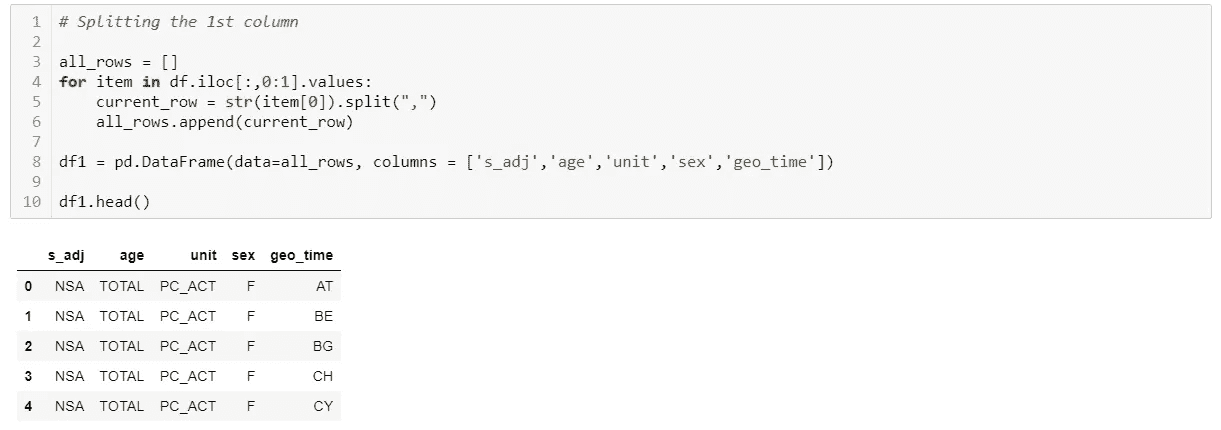 1 # Splitting the 1st column
2
3 all_rows = []
4 for item in df.iloc[:,0:1].values:
5     current_row = str(item[0]).split(",")
6     all_rows.append(current_row)
7
8 df1 = pd.DataFrame(data=all_rows, columns = ['s_adj','age','unit','sex','geo_time'])
9
10 df1.head()
s_adj age unit sex geo_time
0 NSA TOTAL PC_ACT F AT
1 NSA TOTAL PC_ACT F BE
2 NSA TOTAL PC_ACT F BG
3 NSA TOTAL PC_ACT F CH
4 NSA TOTAL PC_ACT F CY